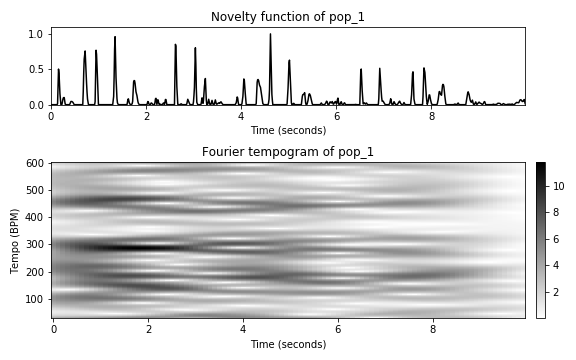 Novelty function of pop_1
1.0
0.5
0.0
0 2 4 6 8
Time (seconds)
Fourier tempogram of pop_1
600
500
400
300
200
100
Tempo (BPM)
10
8
6
4
2
0 2 4 6 8
Time (seconds)